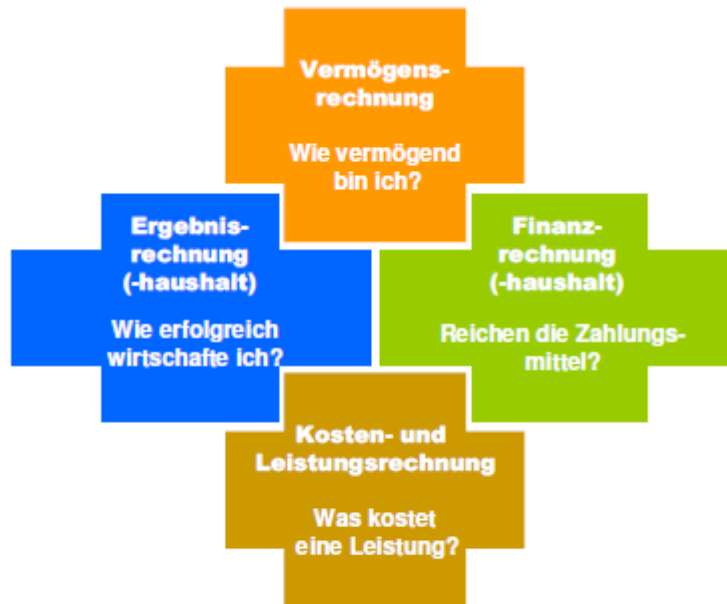 Vermögens-
rechnung
Wie vermögend
bin ich?
Ergebnis-
rechnung
(-haushalt)
Wie erfolgreich
wirtschafte ich?
Finanz-
rechnung
(-haushalt)
Reichen die Zahlungs-
mittel?
Kosten- und
Leistungsrechnung
Was kostet
eine Leistung?